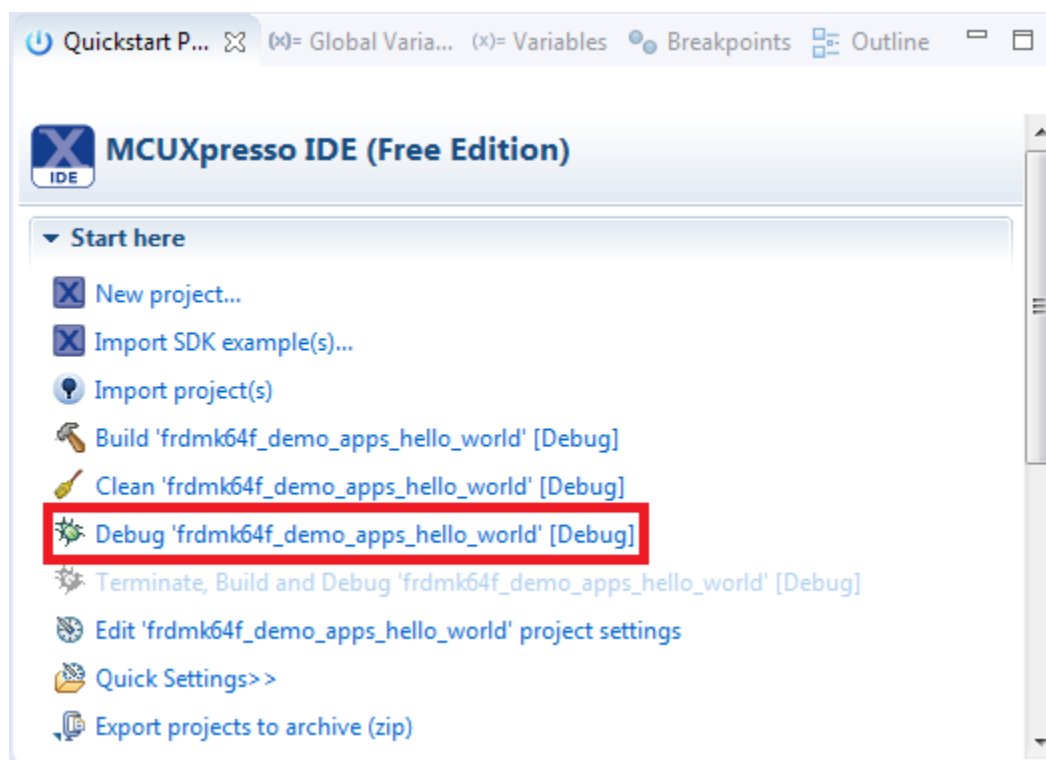 Quickstart P... (x)= Global Varia... (x)= Variables Breakpoints Outline
IDE
MCUXpresso IDE (Free Edition)
Start here
New project...
Import SDK example(s)...
Import project(s)
Build 'frdmk64f_demo_apps_hello_world' [Debug]
Clean 'frdmk64f_demo_apps_hello_world' [Debug]
Debug 'frdmk64f_demo_apps_hello_world' [Debug]
Terminate, Build and Debug 'frdmk64f_demo_apps_hello_world' [Debug]
Edit 'frdmk64f_demo_apps_hello_world' project settings
Quick Settings>>
Export projects to archive (zip)